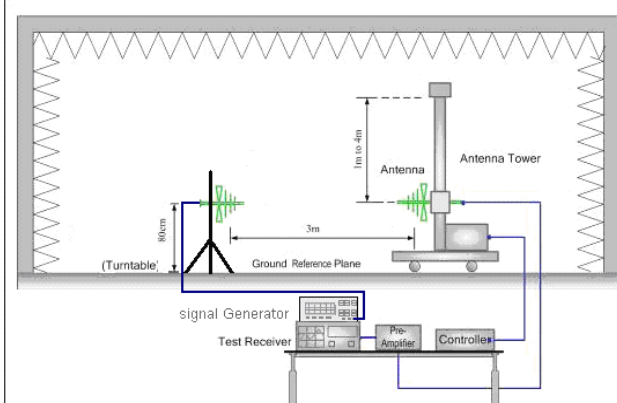 1m to 4m
Antenna
Antenna Tower
80cm
3m
(Turntable)
Ground Reference Plane
signal Generator
Test Receiver
Pre-
Amplifier
Controller